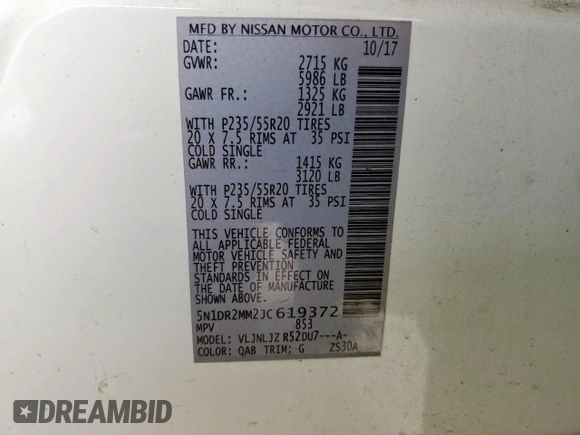 MFD BY NISSAN MOTOR CO., LTD.
DATE: 10/17
GVWR: 2715 KG
5986 LB
GAWR FR.: 1325 KG
2921 LB
WITH P235/55R20 TIRES
20 X 7.5 RIMS AT 35 PSI
COLD SINGLE
GAWR RR.: 1415 KG
3120 LB
WITH P235/55R20 TIRES
20 X 7.5 RIMS AT 35 PSI
COLD SINGLE
THIS VEHICLE CONFORMS TO
ALL APPLICABLE FEDERAL
MOTOR VEHICLE SAFETY AND
THEFT PREVENTION
STANDARDS IN EFFECT ON
THE DATE OF MANUFACTURE
SHOWN ABOVE.
5N1DR2MM2JC619372
MPV 853
MODEL: VLJNLJZ R52DU7---A-
COLOR: QAB TRIM: G ZS30A
DREAMBID